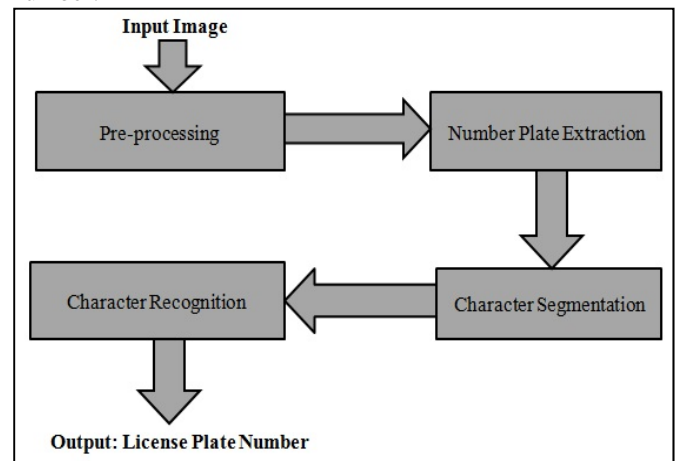 Input Image
Pre-processing
Number Plate Extraction
Character Segmentation
Character Recognition
Output: License Plate Number